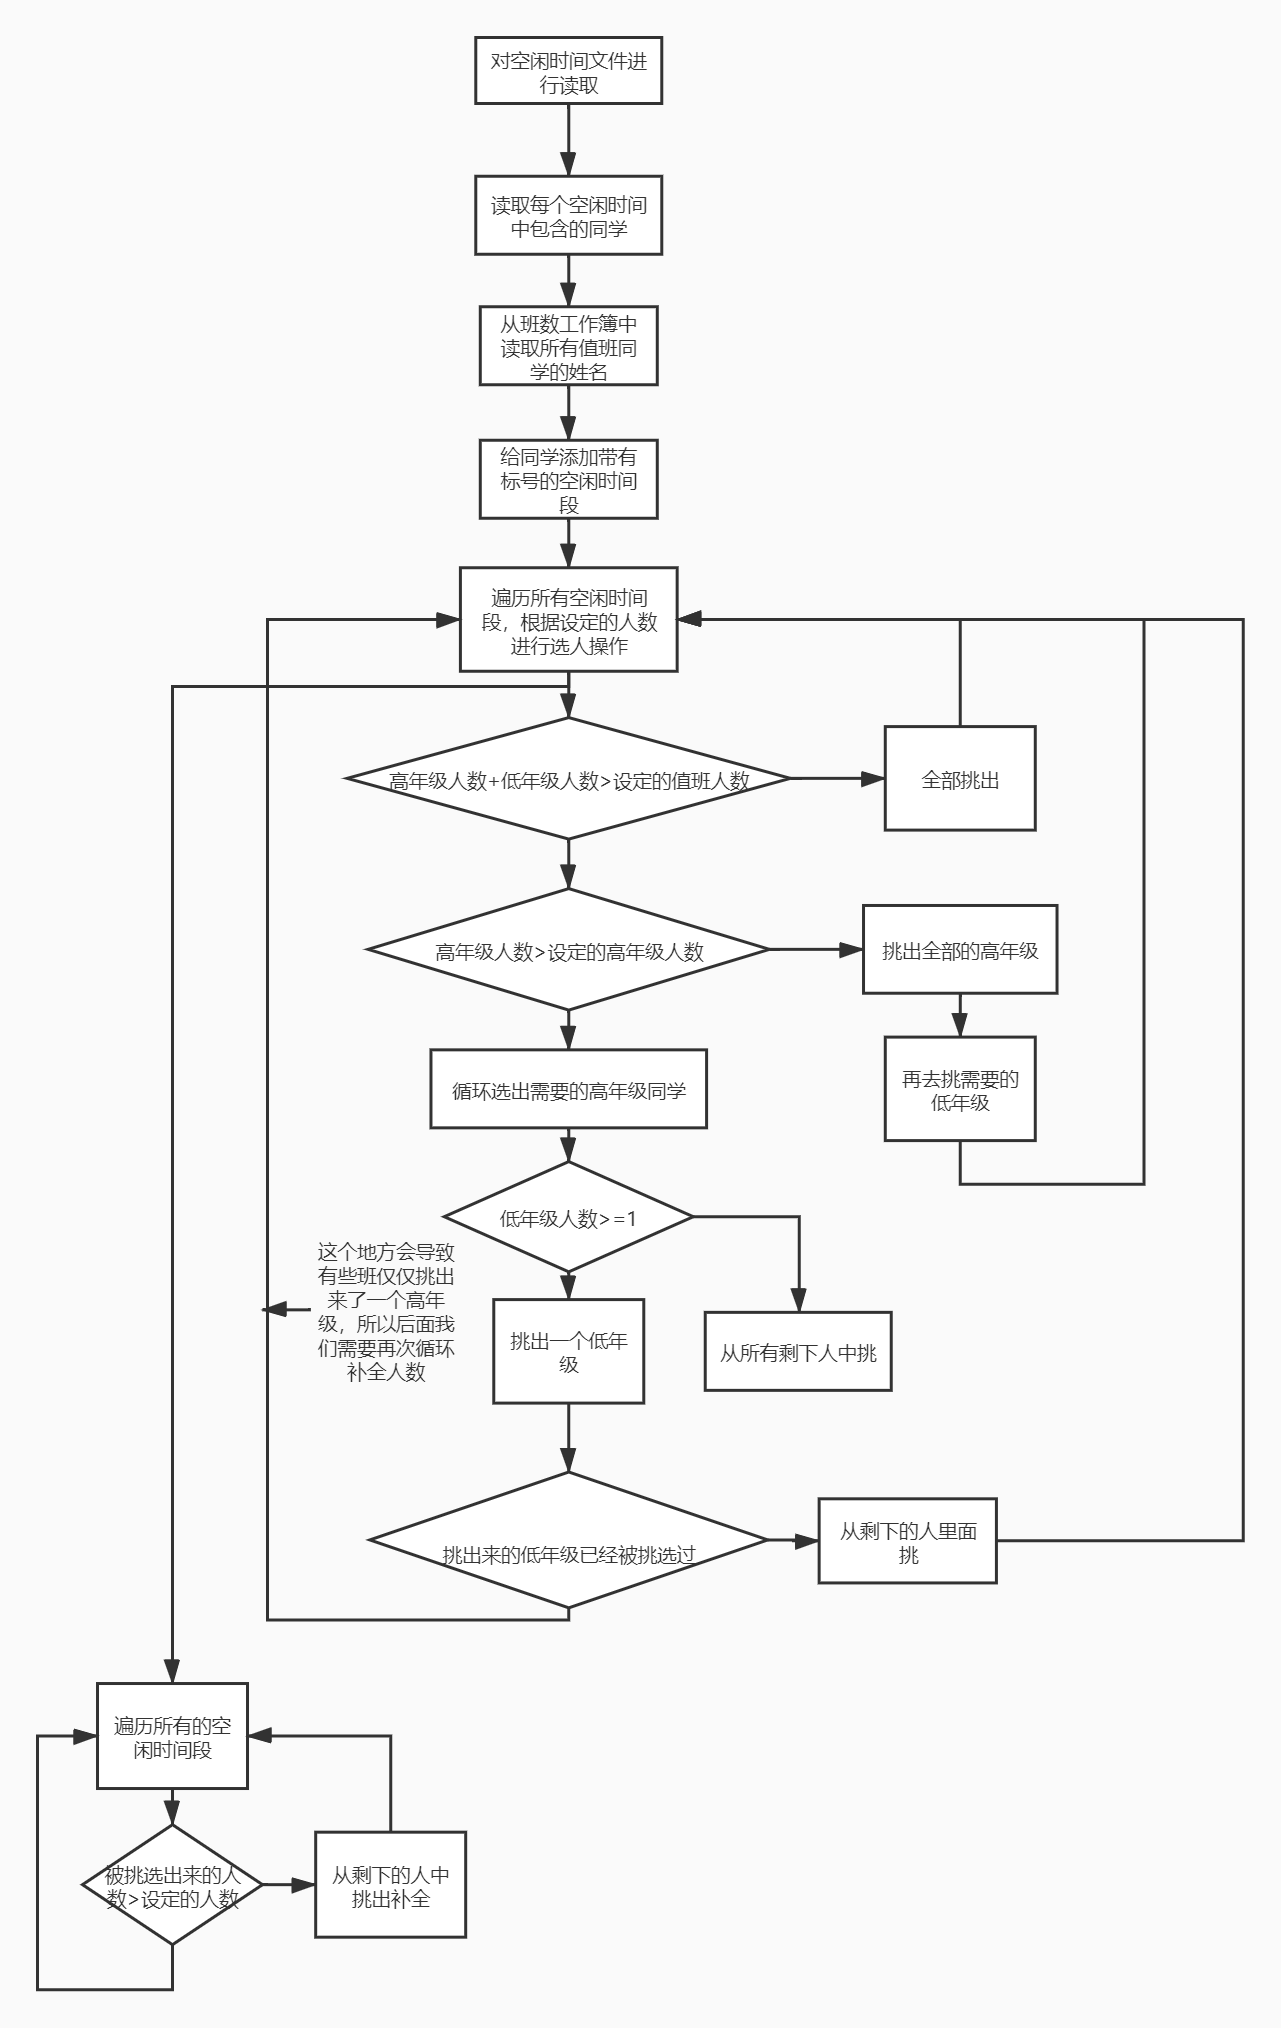 对空闲时间文件进
行读取
读取每个空闲时间
中包含的同学
从班数工作簿中
读取所有值班同
学的姓名
给同学添加带有
标号的空闲时间
段
遍历所有空闲时间
段，根据设定的人数
进行选人操作
高年级人数+低年级人数>设定的值班人数
全部挑出
高年级人数>设定的高年级人数
挑出全部的高年级
再去挑需要的
低年级
循环选出需要的高年级同学
低年级人数>=1
这个地方会导致
有些班仅仅挑出
来了一个高年
级，所以后面我
们需要再次循环
补全人数
挑出一个低年
级
从所有剩下人中挑
挑出来的低年级已经被挑选过
从剩下的人里面
挑
遍历所有的空
闲时间段
被挑选出来的人
数>设定的人数
从剩下的人中
挑出补全